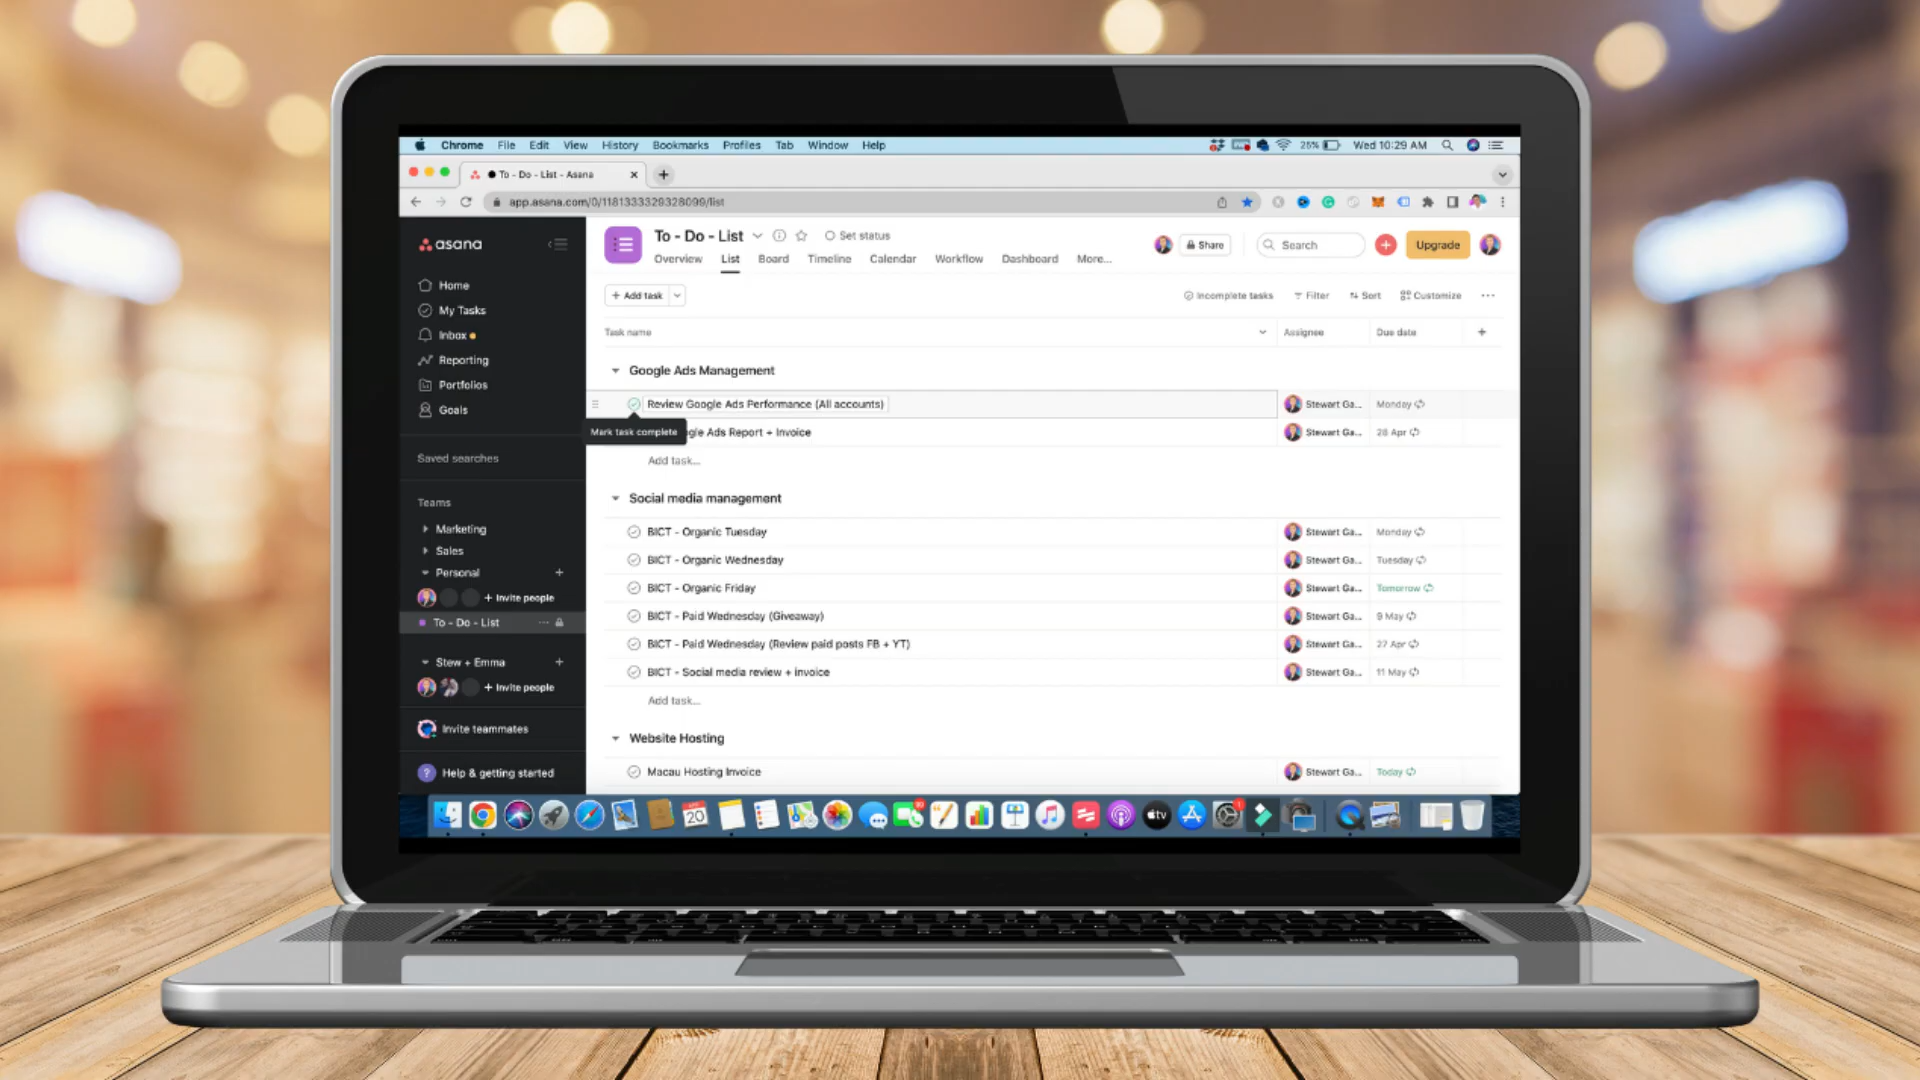 Chrome File Edit View History Bookmarks Profiles Tab Window Help 25% Wed 10:29 AM
To - Do - List - Asana
app.asana.com/0/1181333329328099/list
asana
Home
My Tasks
Inbox
Reporting
Portfolios
Goals
Saved searches
Teams
Marketing
Sales
Personal
+ Invite people
To - Do - List
Stew + Emma
+ Invite people
Invite teammates
? Help & getting started
To - Do - List Set status
Share Search Upgrade
Overview List Board Timeline Calendar Workflow Dashboard More...
+ Add task Incomplete tasks Filter Sort Customize
Task name Assignee Due date
Google Ads Management
Review Google Ads Performance (All accounts) Stewart Ga... Monday
Mark task complete
gle Ads Report + Invoice Stewart Ga... 28 Apr
Add task...
Social media management
BICT - Organic Tuesday Stewart Ga... Monday
BICT - Organic Wednesday Stewart Ga... Tuesday
BICT - Organic Friday Stewart Ga... Tomorrow
BICT - Paid Wednesday (Giveaway) Stewart Ga... 9 May
BICT - Paid Wednesday (Review paid posts FB + YT) Stewart Ga... 27 Apr
BICT - Social media review + invoice Stewart Ga... 11 May
Add task...
Website Hosting
Macau Hosting Invoice Stewart Ga... Today
20
tv